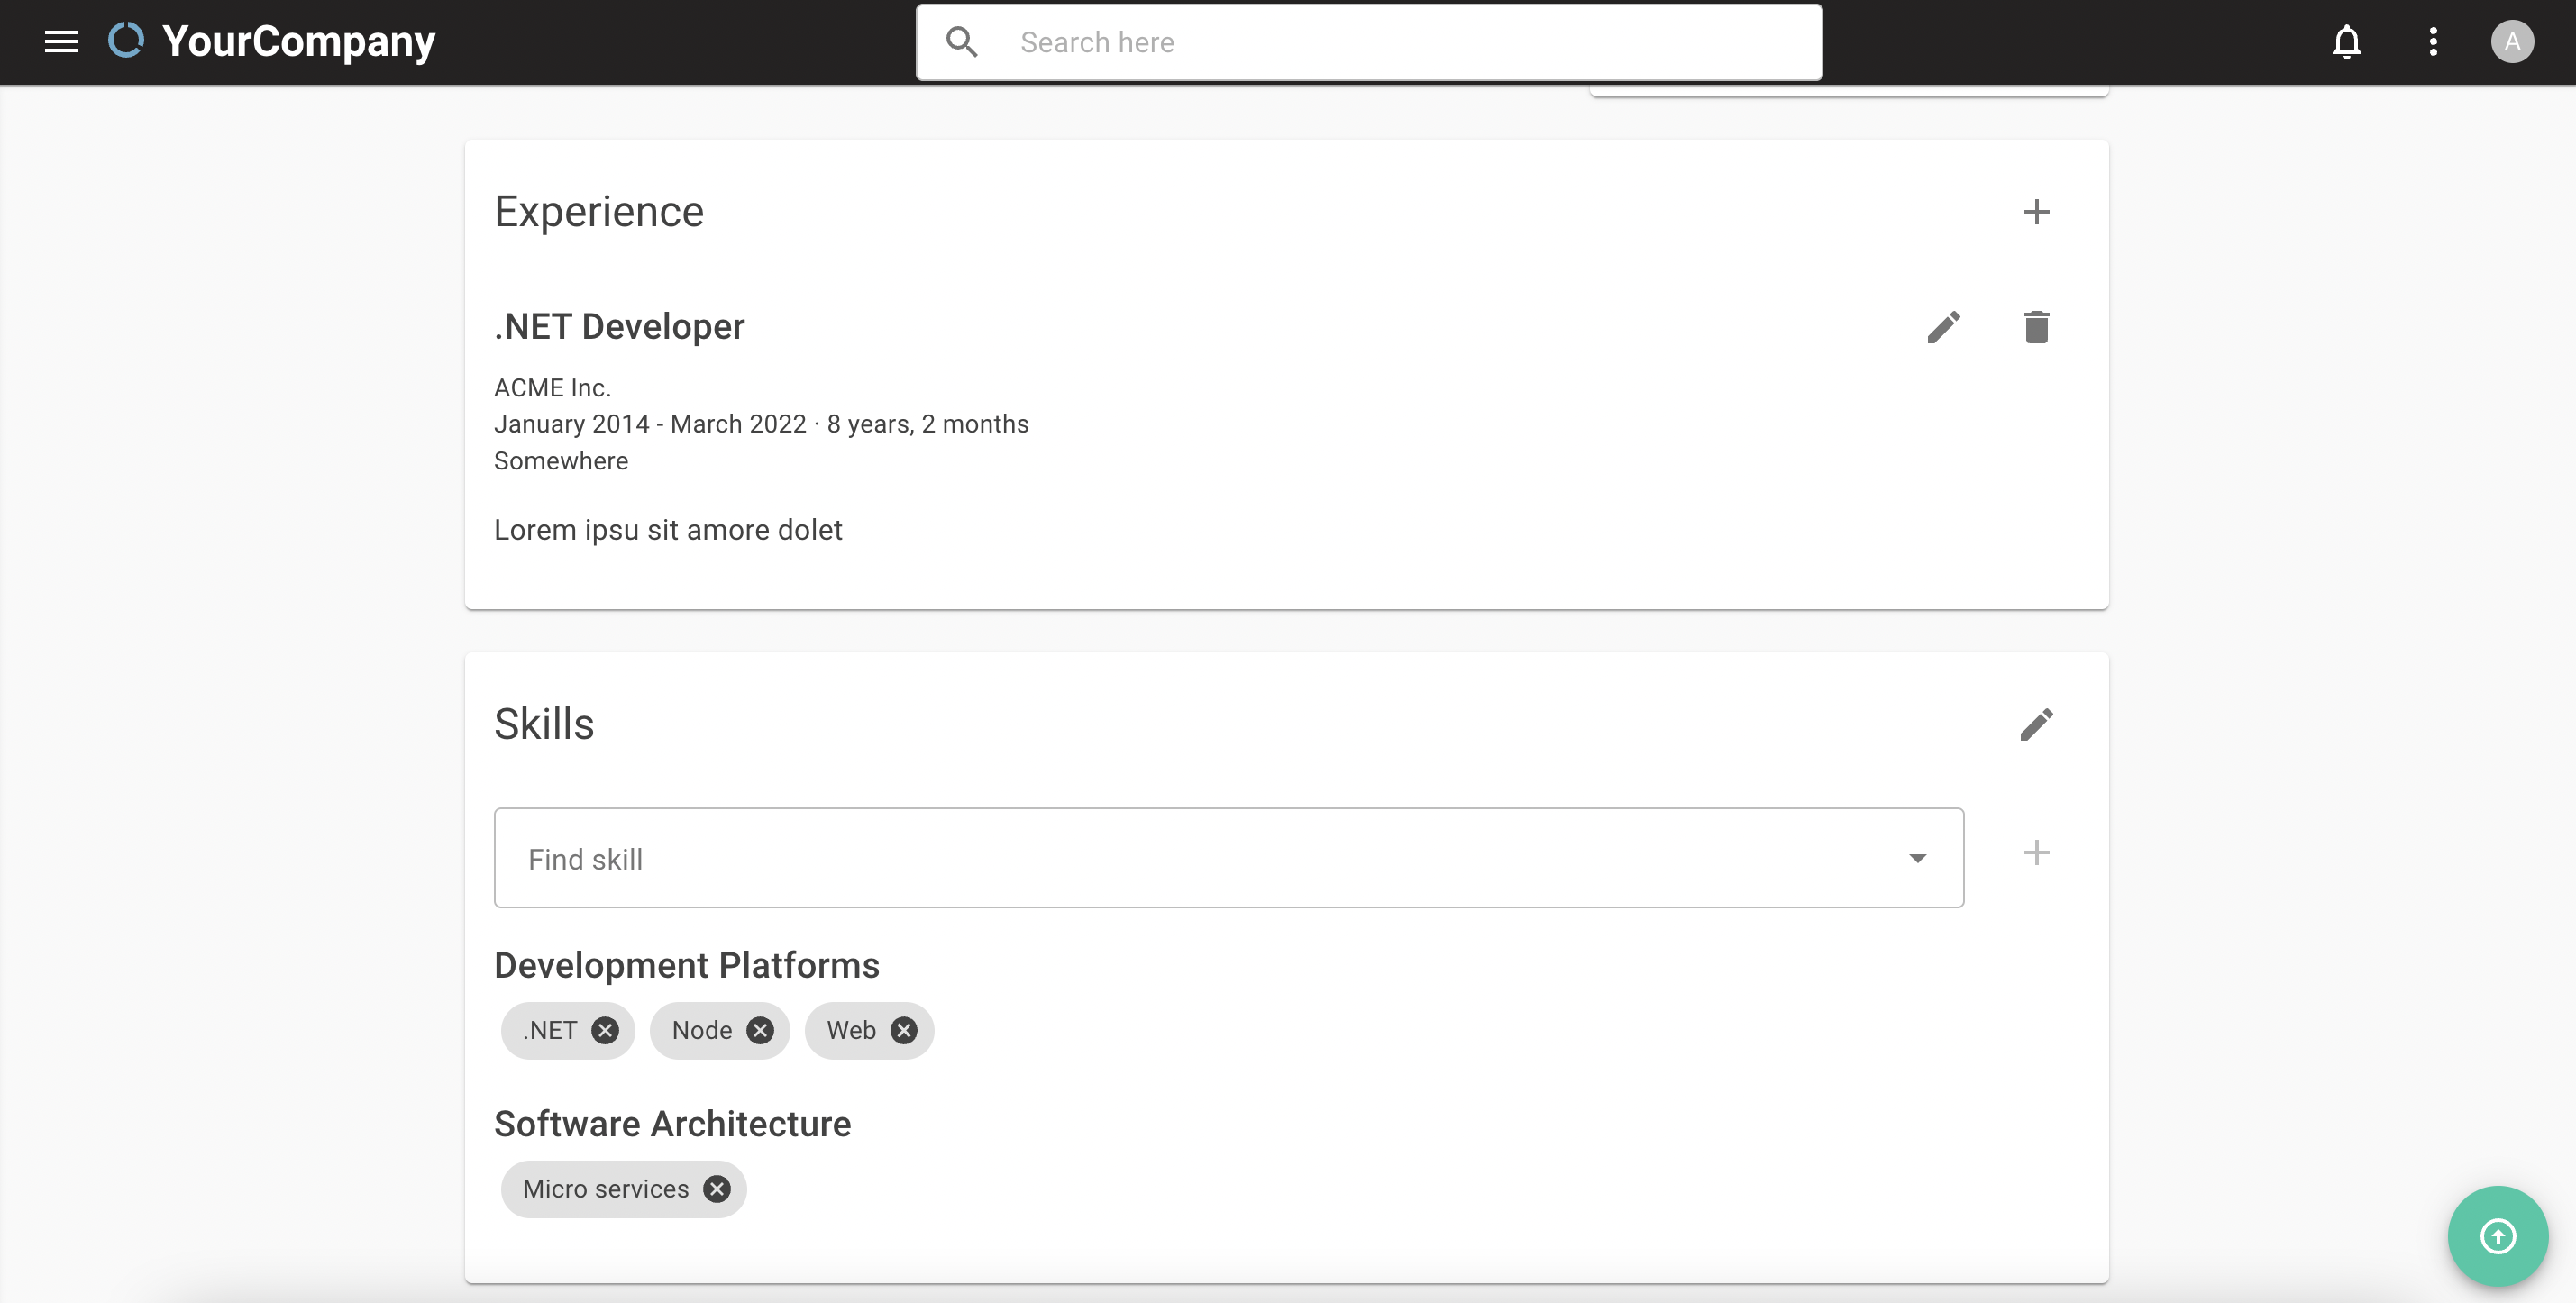 YourCompany
Search here
A
Experience
.NET Developer
ACME Inc.
January 2014 - March 2022 · 8 years, 2 months
Somewhere
Lorem ipsu sit amore dolet
Skills
Find skill
Development Platforms
.NET Node Web
Software Architecture
Micro services